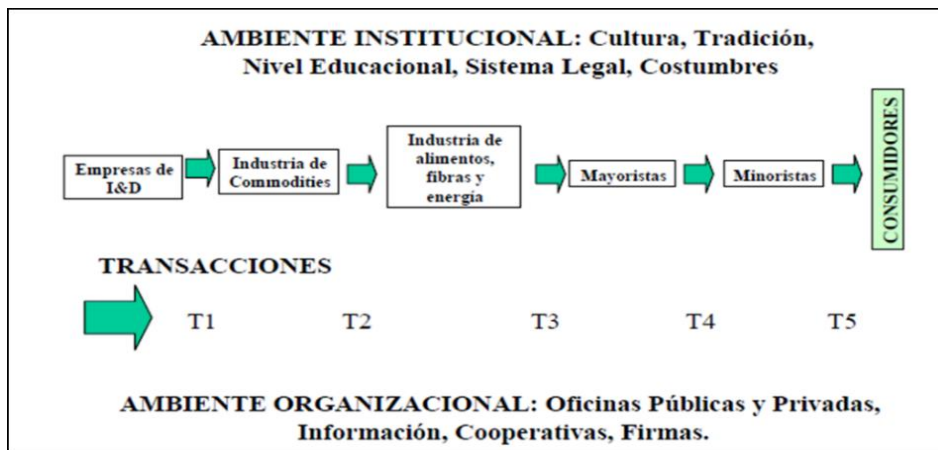 AMBIENTE INSTITUCIONAL: Cultura, Tradición,
Nivel Educacional, Sistema Legal, Costumbres
Empresas de
I&D
Industria de
Commodities
Industria de
alimentos,
fibras y
energía
Mayoristas
Minoristas
CONSUMIDORES
TRANSACCIONES
T1 T2 T3 T4 T5
AMBIENTE ORGANIZACIONAL: Oficinas Públicas y Privadas,
Información, Cooperativas, Firmas.